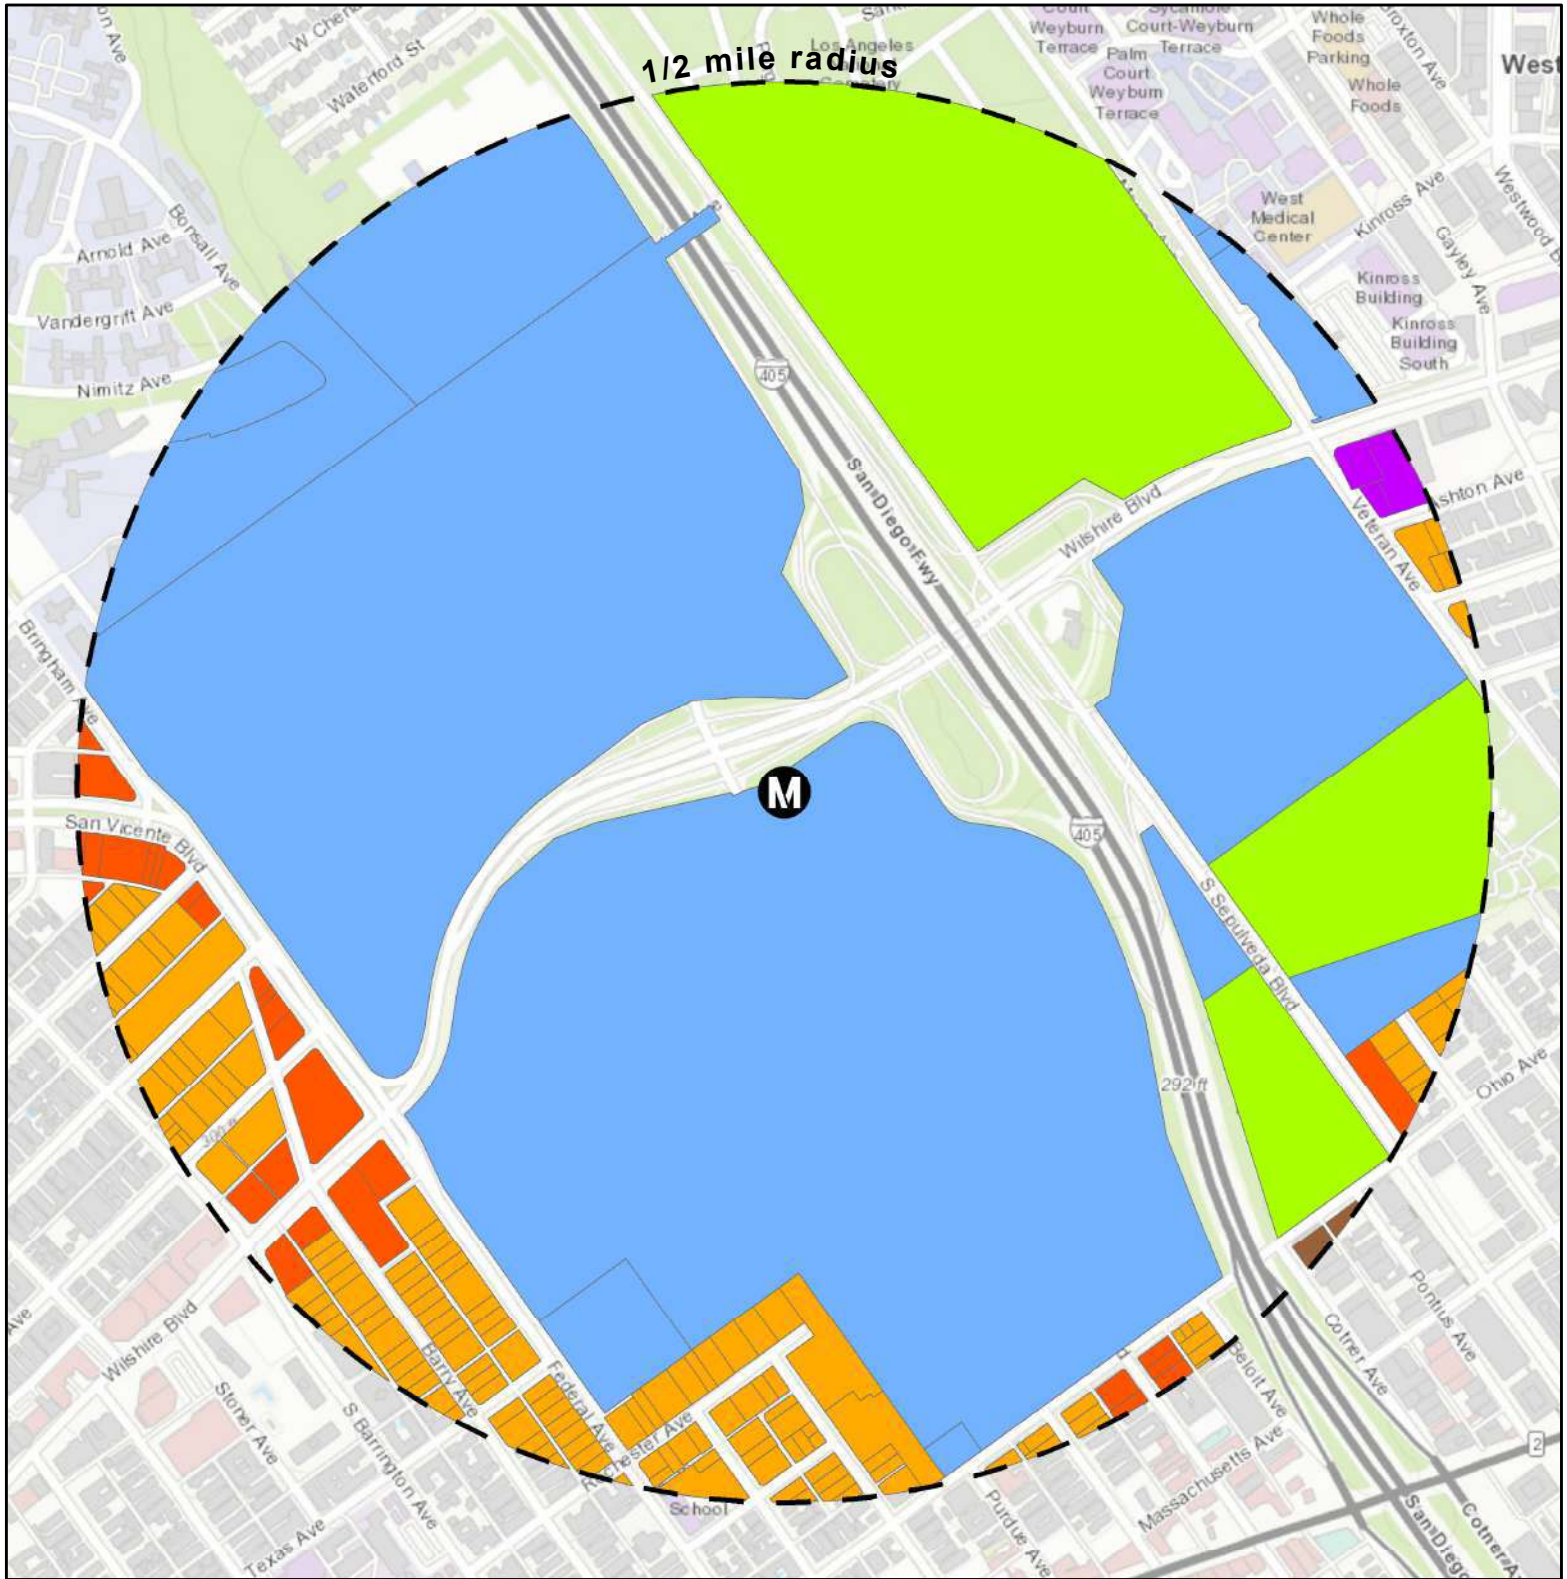 1/2 mile radius
Waterford St
Los Angeles
Court
Weyburn
Terrace
Sycamore
Court-Weyburn
Terrace
Palm
Court
Weyburn
Terrace
Whole
Foods
Parking
Whole
Foods
West
Bonsall Ave
Arnold Ave
Vandergrift Ave
Nimitz Ave
West
Medical
Center
Kinross Ave
Gayley Ave
Kinross
Building
Kinross
Building
South
405
San Diego Fwy
Wilshire Blvd
Veteran Ave
Ashton Ave
Bringham Ave
M
San Vicente Blvd
405
S Sepulveda Blvd
292 ft
300 ft
Ohio Ave
Wilshire Blvd
Stoner Ave
S Barrington Ave
Barry Ave
Federal Ave
Rochester Ave
School
Texas Ave
Purdue Ave
Massachusetts Ave
Beloit Ave
Cotner Ave
Pontius Ave
2
San Diego
Cotner A